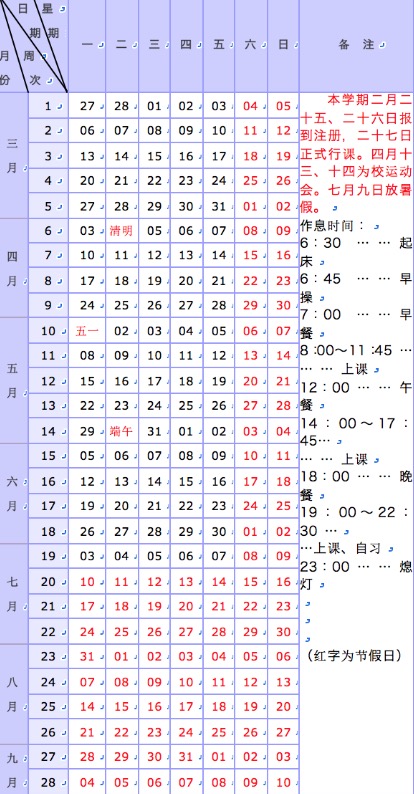 日 星
期 期
月 周
份 次
一 二 三 四 五 六 日 备 注
三月
1 27 28 01 02 03 04 05
2 06 07 08 09 10 11 12
3 13 14 15 16 17 18 19
4 20 21 22 23 24 25 26
5 27 28 29 30 31 01 02
四月
6 03 清明 05 06 07 08 09
7 10 11 12 13 14 15 16
8 17 18 19 20 21 22 23
9 24 25 26 27 28 29 30
五月
10 五一 02 03 04 05 06 07
11 08 09 10 11 12 13 14
12 15 16 17 18 19 20 21
13 22 23 24 25 26 27 28
14 29 端午 31 01 02 03 04
六月
15 05 06 07 08 09 10 11
16 12 13 14 15 16 17 18
17 19 20 21 22 23 24 25
18 26 27 28 29 30 01 02
七月
19 03 04 05 06 07 08 09
20 10 11 12 13 14 15 16
21 17 18 19 20 21 22 23
22 24 25 26 27 28 29 30
八月
23 31 01 02 03 04 05 06
24 07 08 09 10 11 12 13
25 14 15 16 17 18 19 20
26 21 22 23 24 25 26 27
九月
27 28 29 30 31 01 02 03
28 04 05 06 07 08 09 10
本学期二月二
十五、二十六日报
到注册，二十七日
正式行课。四月十
三、十四为校运动
会。七月九日放暑
假。
作息时间：
6：30 … … 起
床
6：45 … … 早
操
7：00 … … 早
餐
8:00～11:45 … …
… … 上课
12：00 … … 午
餐
14：00～17：
45…
… … 上课
18：00 … … 晚
餐
19：00～22：
30 …
…上课、自习
23：00 … … 熄
灯
（红字为节假日）